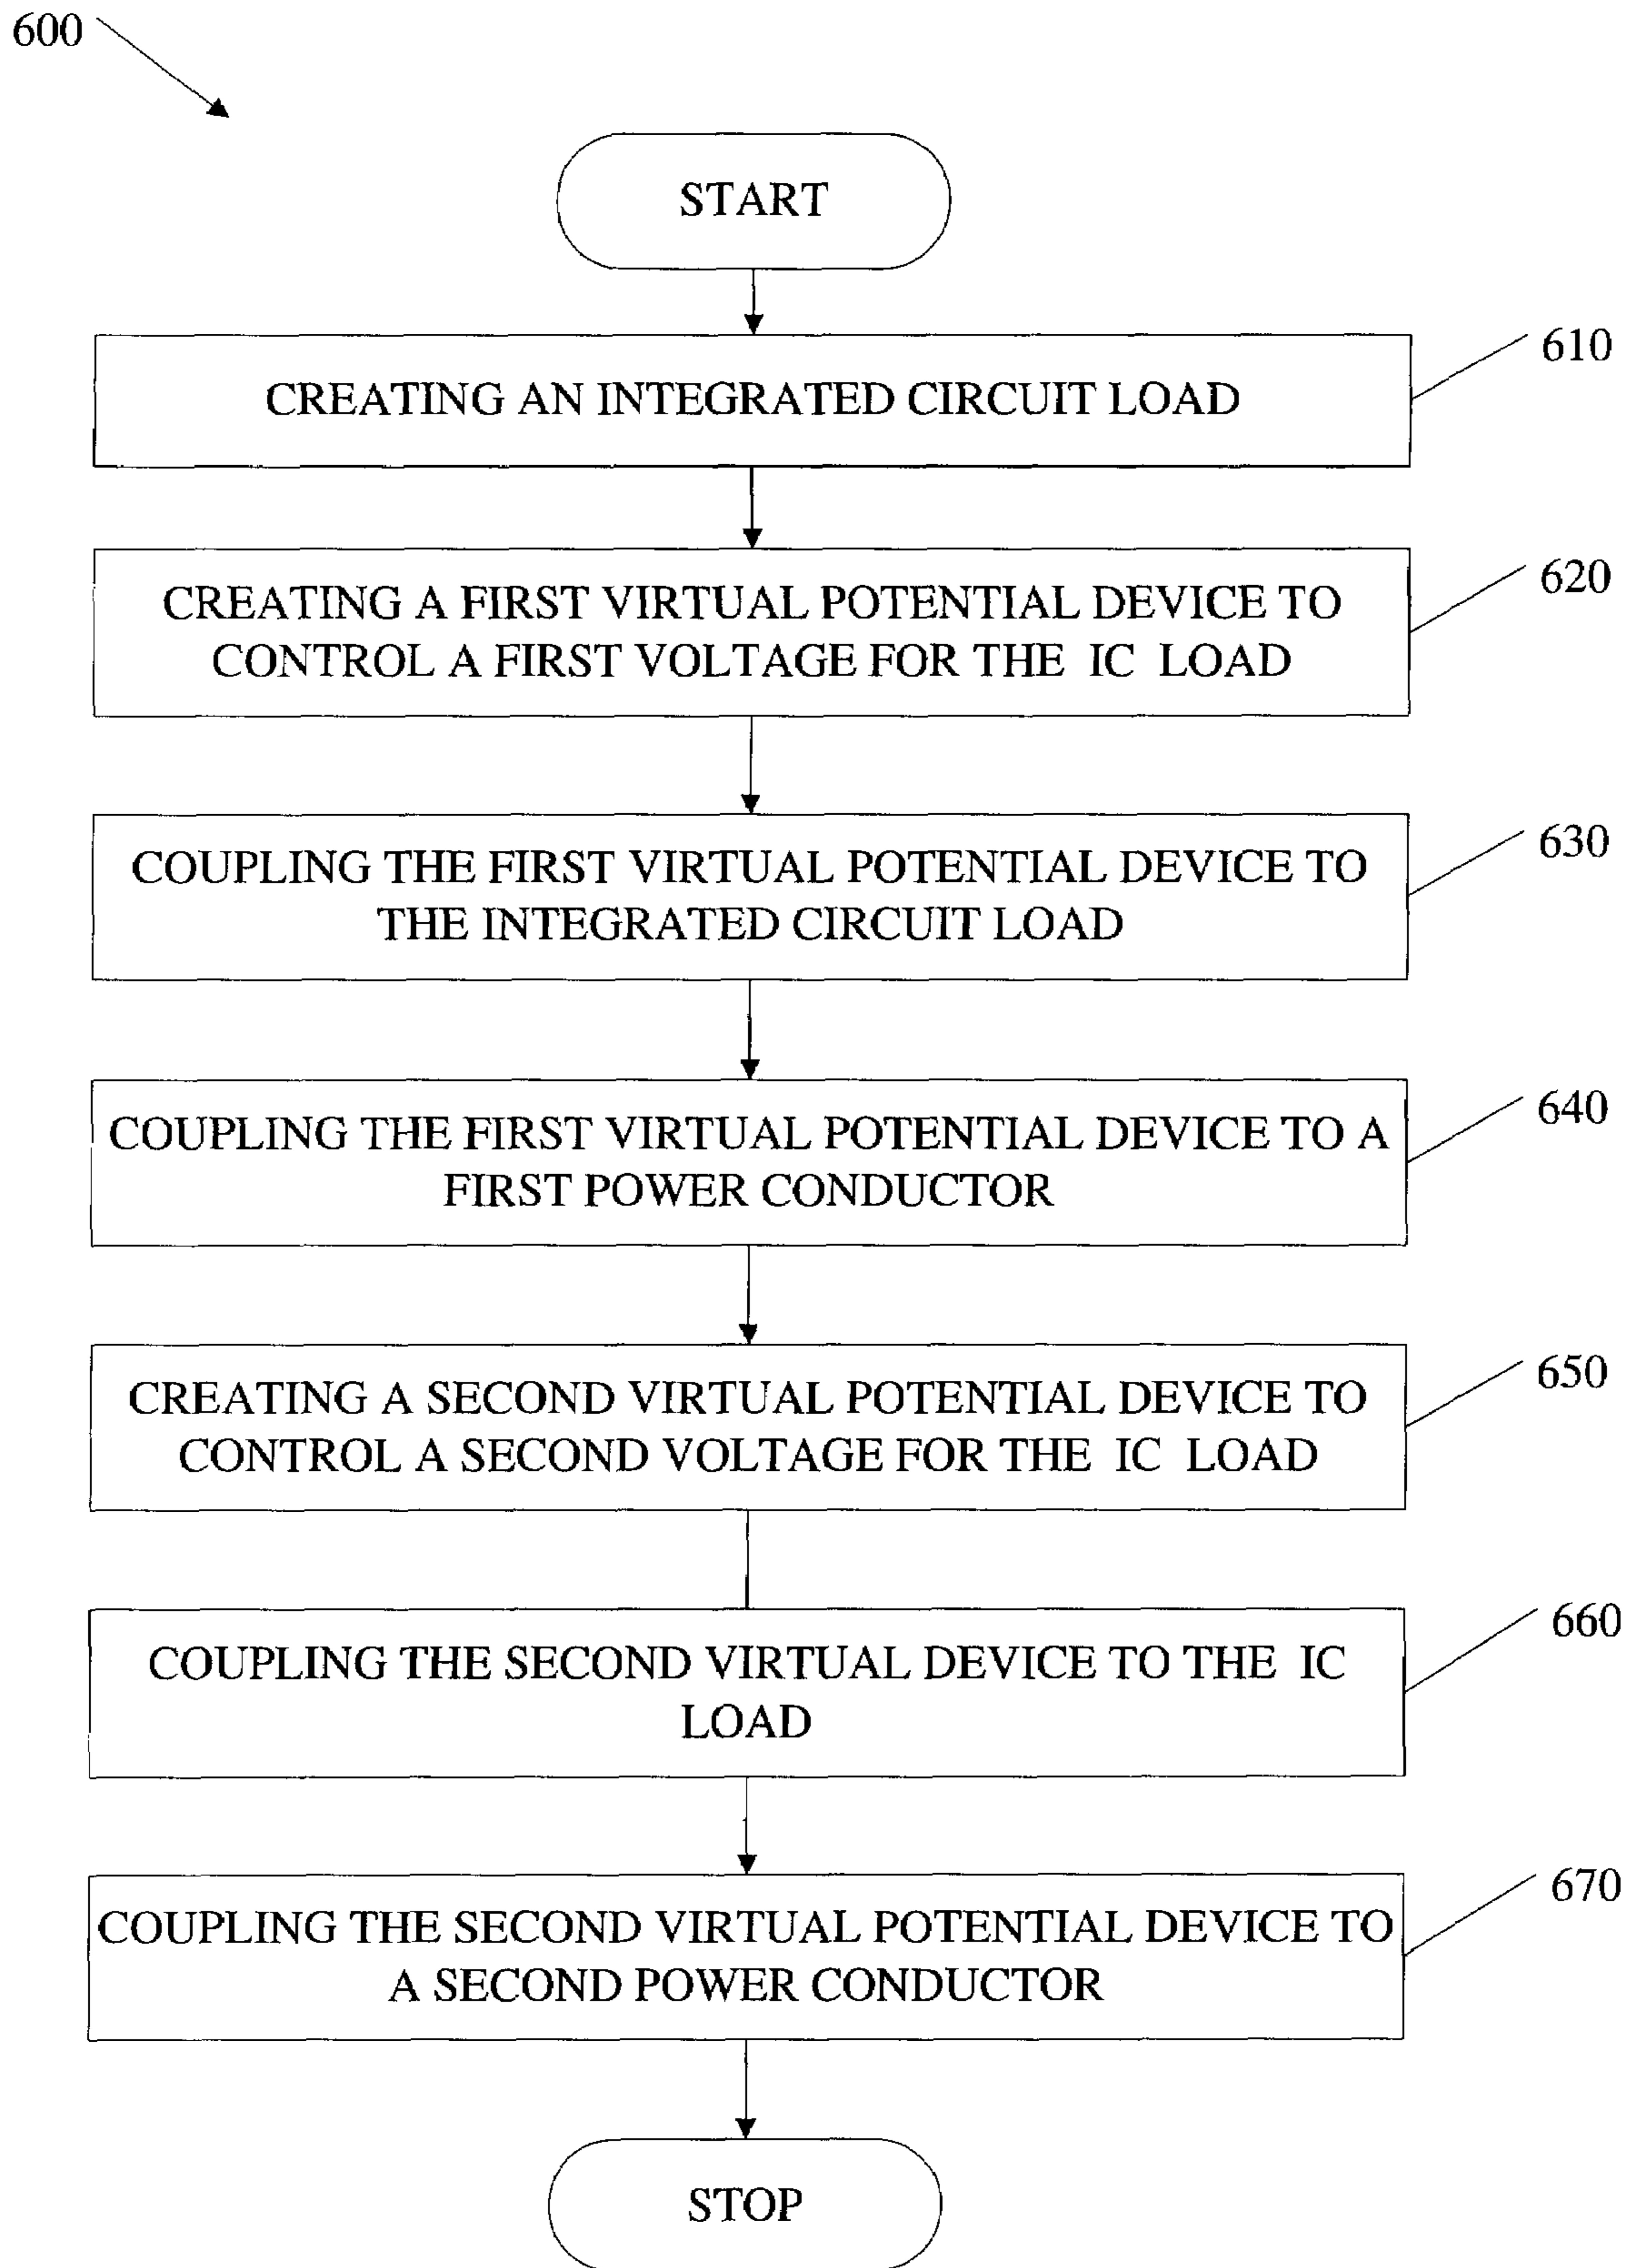 600
START
CREATING AN INTEGRATED CIRCUIT LOAD
610
CREATING A FIRST VIRTUAL POTENTIAL DEVICE TO
CONTROL A FIRST VOLTAGE FOR THE IC LOAD
620
COUPLING THE FIRST VIRTUAL POTENTIAL DEVICE TO
THE INTEGRATED CIRCUIT LOAD
630
COUPLING THE FIRST VIRTUAL POTENTIAL DEVICE TO A
FIRST POWER CONDUCTOR
640
CREATING A SECOND VIRTUAL POTENTIAL DEVICE TO
CONTROL A SECOND VOLTAGE FOR THE IC LOAD
650
COUPLING THE SECOND VIRTUAL DEVICE TO THE IC
LOAD
660
COUPLING THE SECOND VIRTUAL POTENTIAL DEVICE TO
A SECOND POWER CONDUCTOR
670
STOP